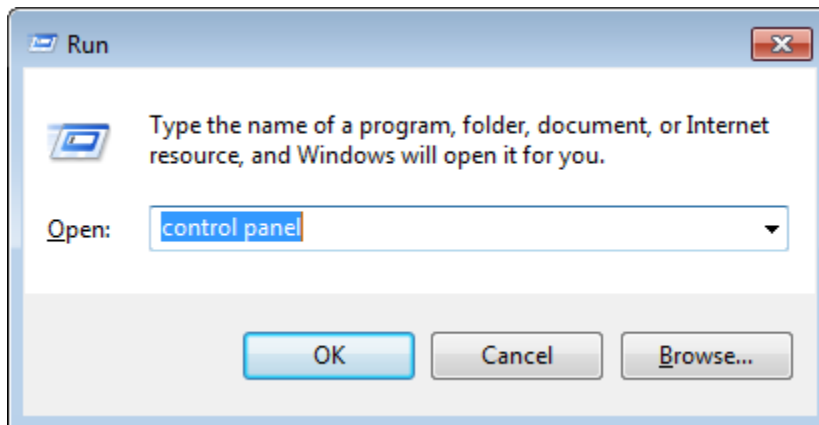 Run
Type the name of a program, folder, document, or Internet
resource, and Windows will open it for you.
Open: control panel
OK Cancel Browse...